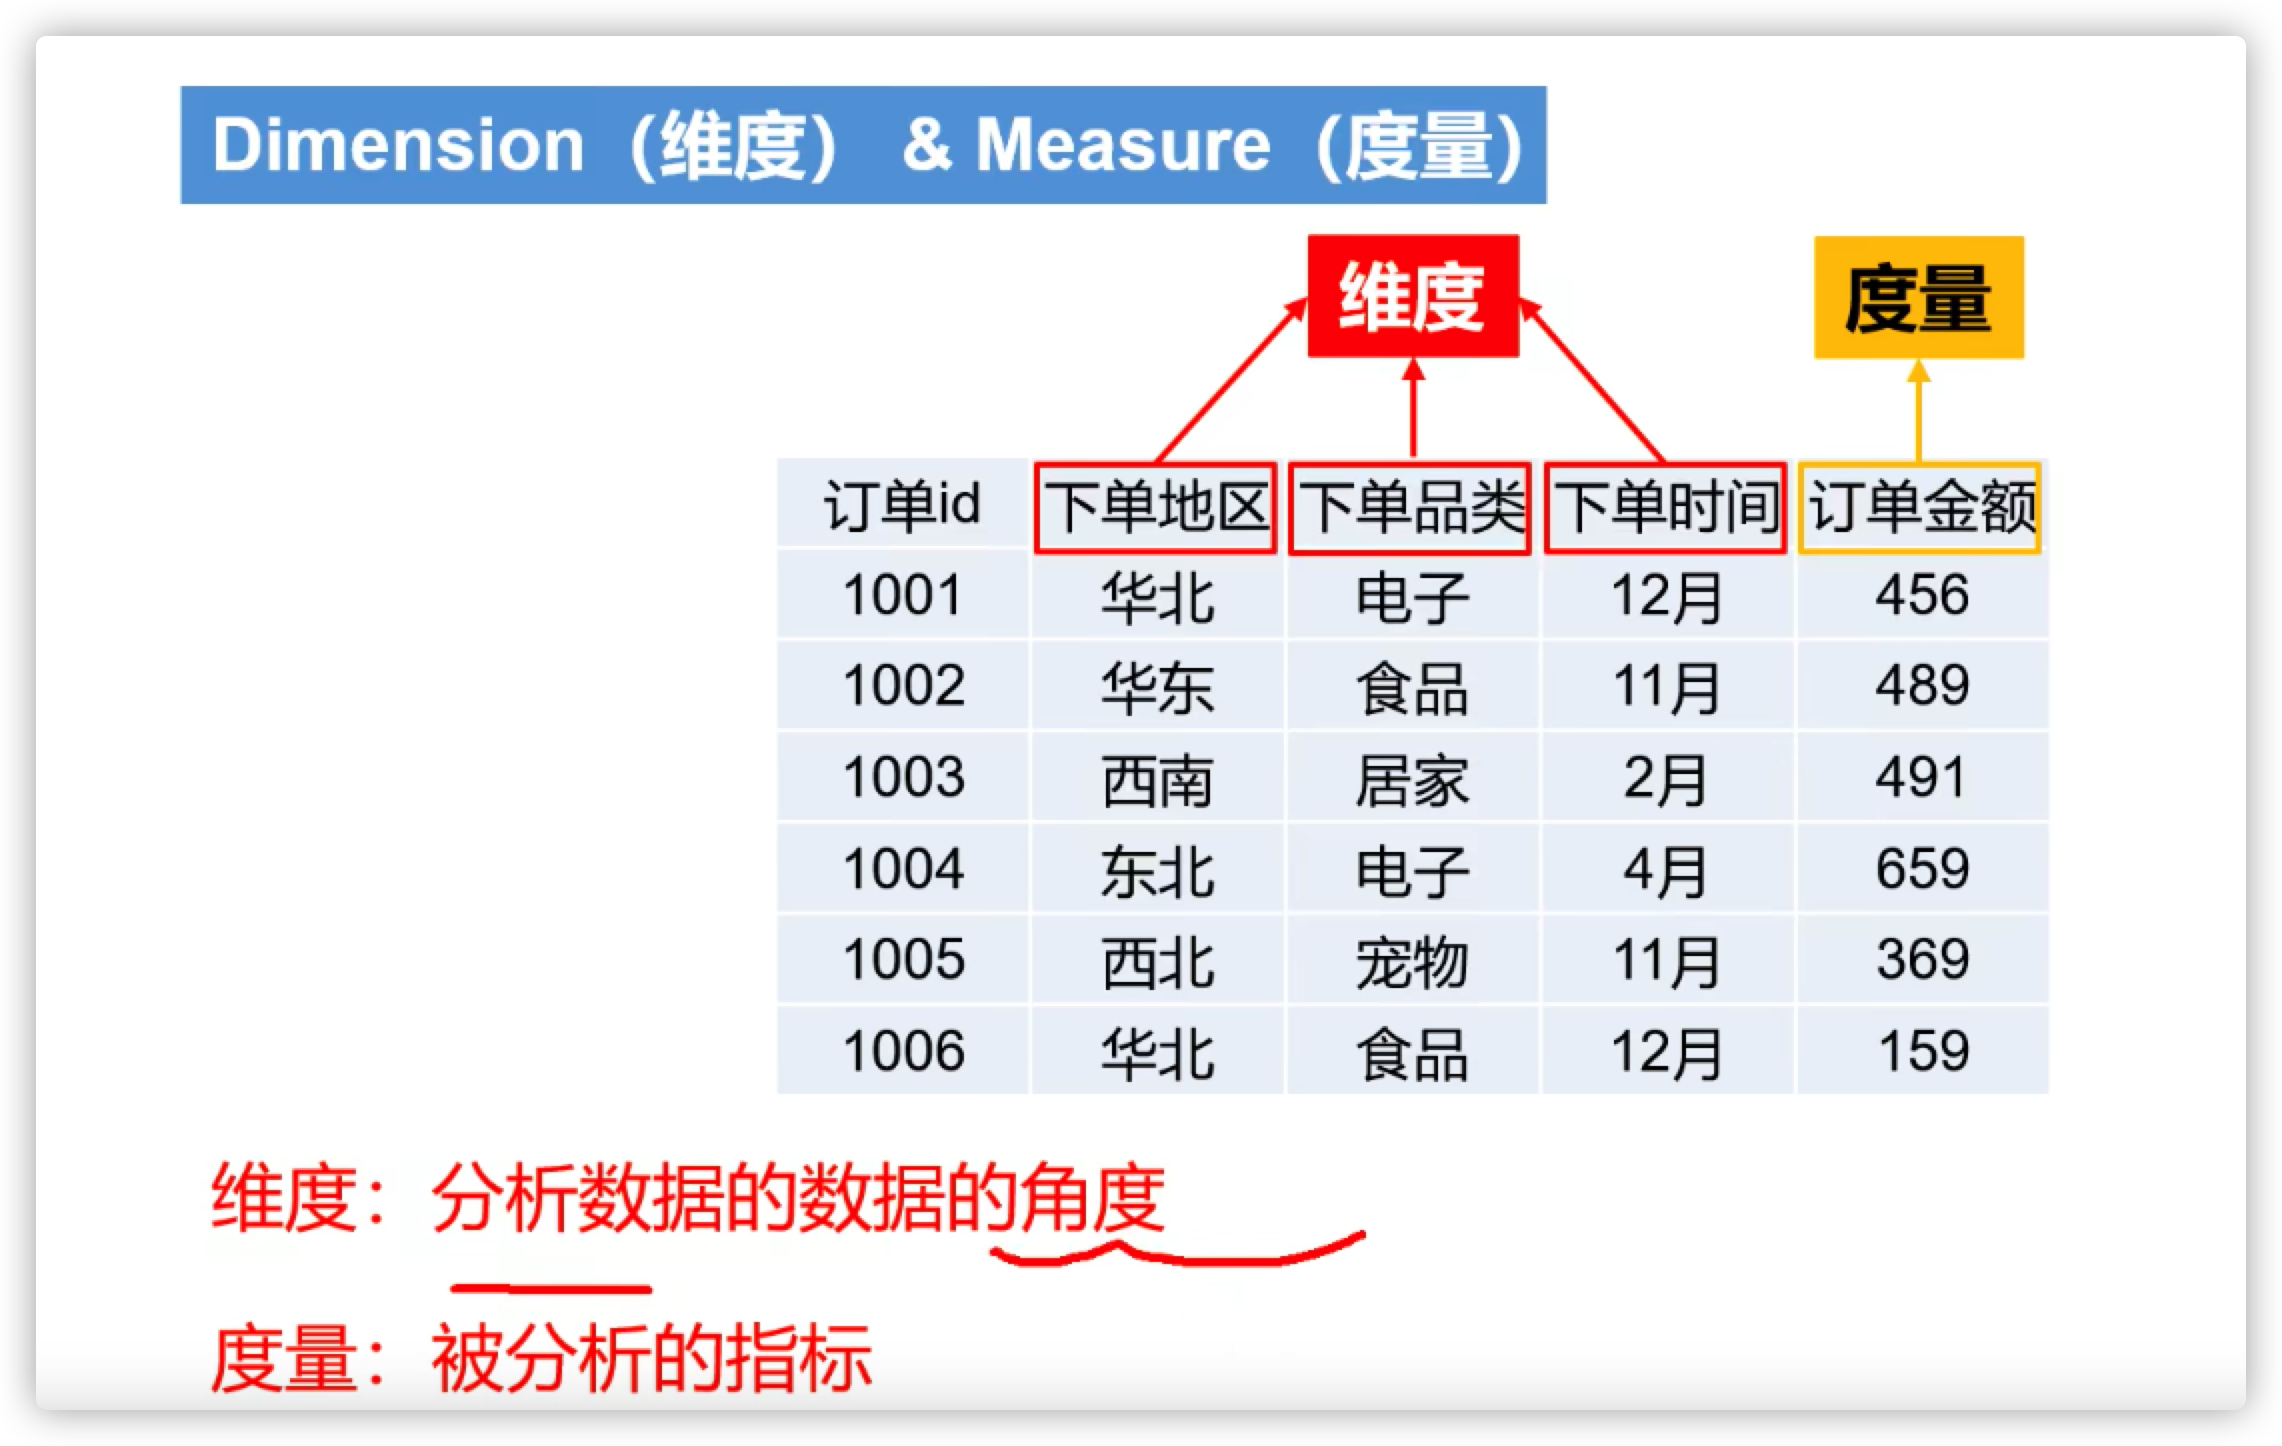 Dimension（维度） & Measure（度量）
维度 度量
订单id 下单地区 下单品类 下单时间 订单金额
1001 华北 电子 12月 456
1002 华东 食品 11月 489
1003 西南 居家 2月 491
1004 东北 电子 4月 659
1005 西北 宠物 11月 369
1006 华北 食品 12月 159
维度：分析数据的数据的角度
度量：被分析的指标